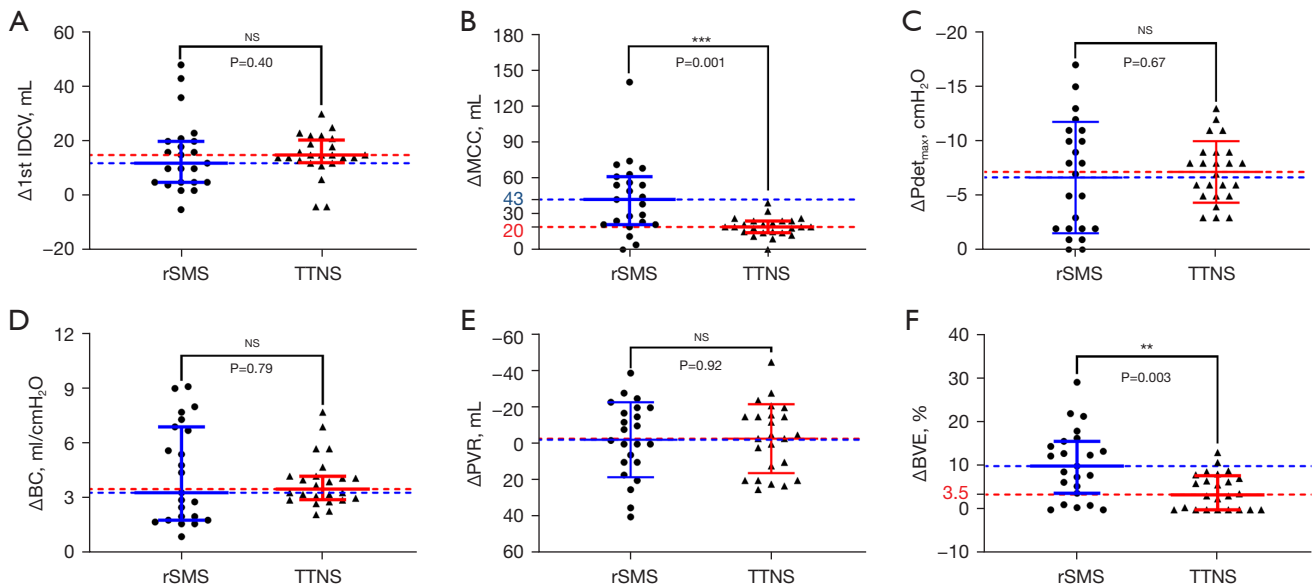 A
Δ1st IDCV, mL
60
40
20
0
−20
NS
P=0.40
rSMS
TTNS
B
ΔMCC, mL
180
150
120
90
60
43
30
20
0
***
P=0.001
rSMS
TTNS
C
ΔPdetmax, cmH2O
−20
−15
−10
−5
0
NS
P=0.67
rSMS
TTNS
D
ΔBC, ml/cmH2O
12
9
6
3
0
NS
P=0.79
rSMS
TTNS
E
ΔPVR, mL
−60
−40
−20
0
20
40
60
NS
P=0.92
rSMS
TTNS
F
ΔBVE, %
40
30
20
10
3.5
0
−10
**
P=0.003
rSMS
TTNS